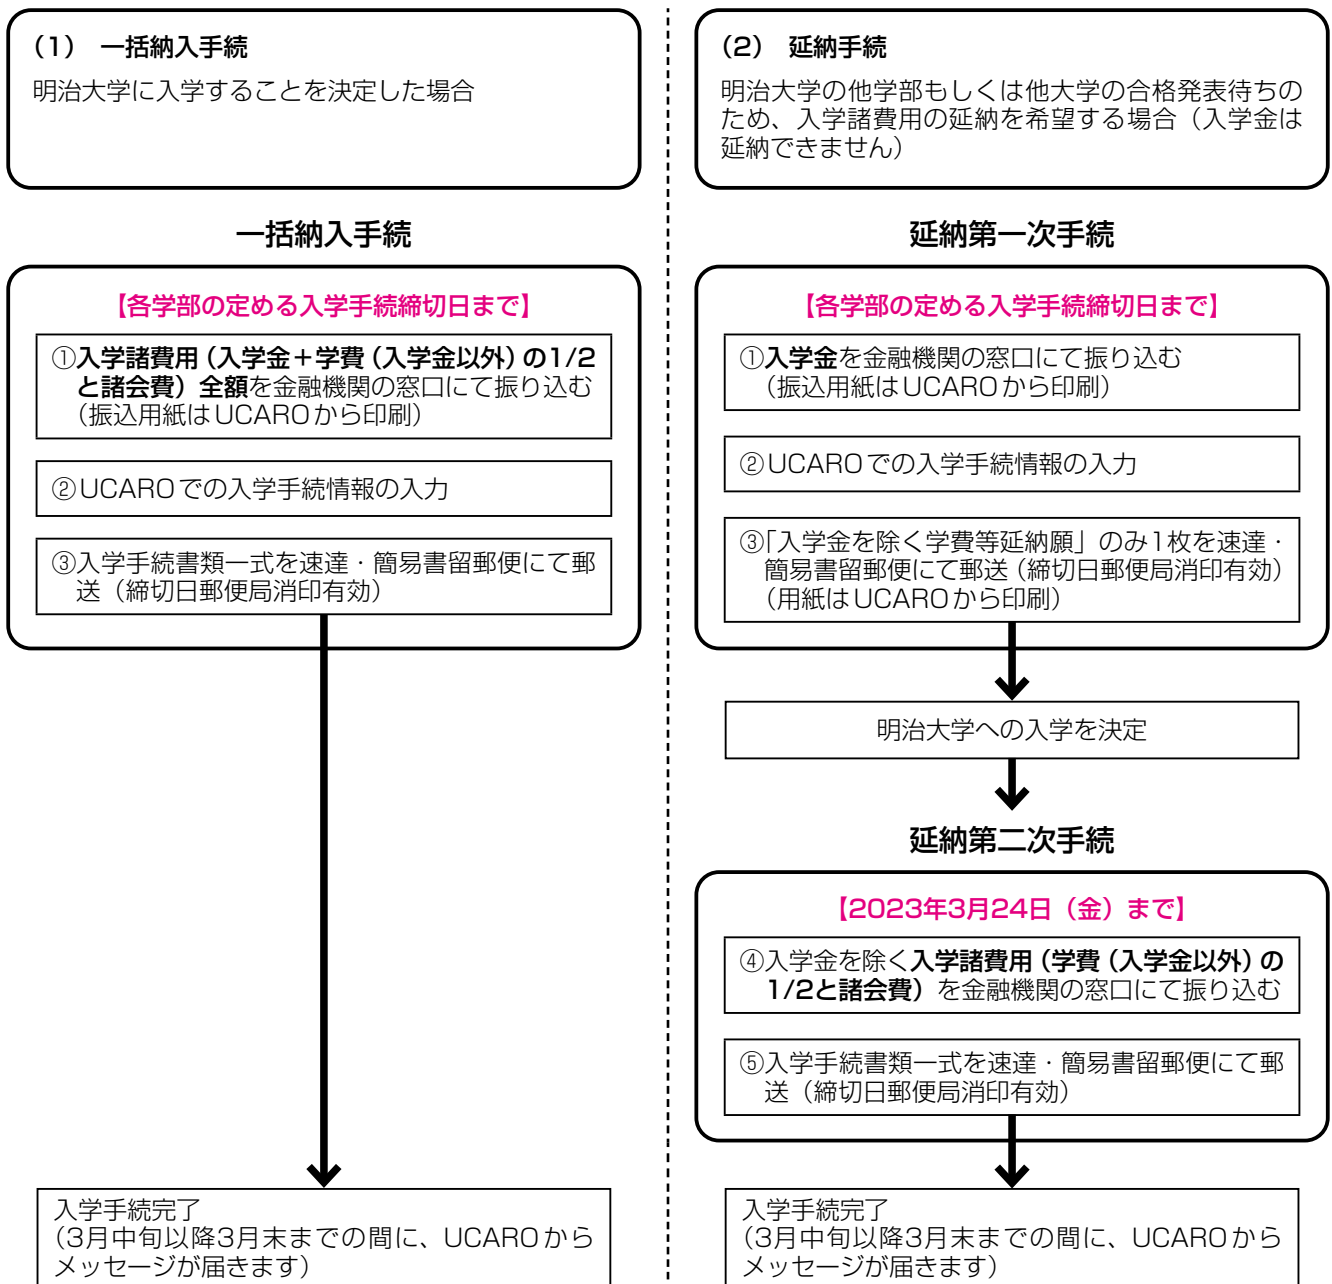 (1) 一括納入手続
明治大学に入学することを決定した場合
一括納入手続
【各学部の定める入学手続締切日まで】
①入学諸費用（入学金＋学費（入学金以外）の1/2
と諸会費）全額を金融機関の窓口にて振り込む
（振込用紙はUCAROから印刷）
②UCAROでの入学手続情報の入力
③入学手続書類一式を速達・簡易書留郵便にて郵
送（締切日郵便局消印有効）
入学手続完了
（3月中旬以降3月末までの間に、UCAROから
メッセージが届きます）
(2) 延納手続
明治大学の他学部もしくは他大学の合格発表待ちの
ため、入学諸費用の延納を希望する場合（入学金は
延納できません）
延納第一次手続
【各学部の定める入学手続締切日まで】
①入学金を金融機関の窓口にて振り込む
（振込用紙はUCAROから印刷）
②UCAROでの入学手続情報の入力
③「入学金を除く学費等延納願」のみ1枚を速達・
簡易書留郵便にて郵送（締切日郵便局消印有効）
（用紙はUCAROから印刷）
明治大学への入学を決定
延納第二次手続
【2023年3月24日（金）まで】
④入学金を除く入学諸費用（学費（入学金以外）の
1/2と諸会費）を金融機関の窓口にて振り込む
⑤入学手続書類一式を速達・簡易書留郵便にて郵
送（締切日郵便局消印有効）
入学手続完了
（3月中旬以降3月末までの間に、UCAROから
メッセージが届きます）